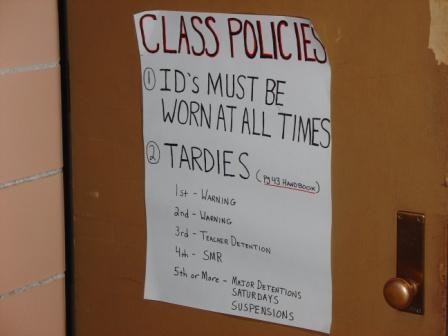 CLASS POLICIES
① ID's MUST BE
WORN AT ALL TIMES
② TARDIES (pg 43 HANDBOOK)
1st - WARNING
2nd - WARNING
3rd - TEACHER DETENTION
4th - SMR
5th or More - MAJOR DETENTIONS
SATURDAYS
SUSPENSIONS